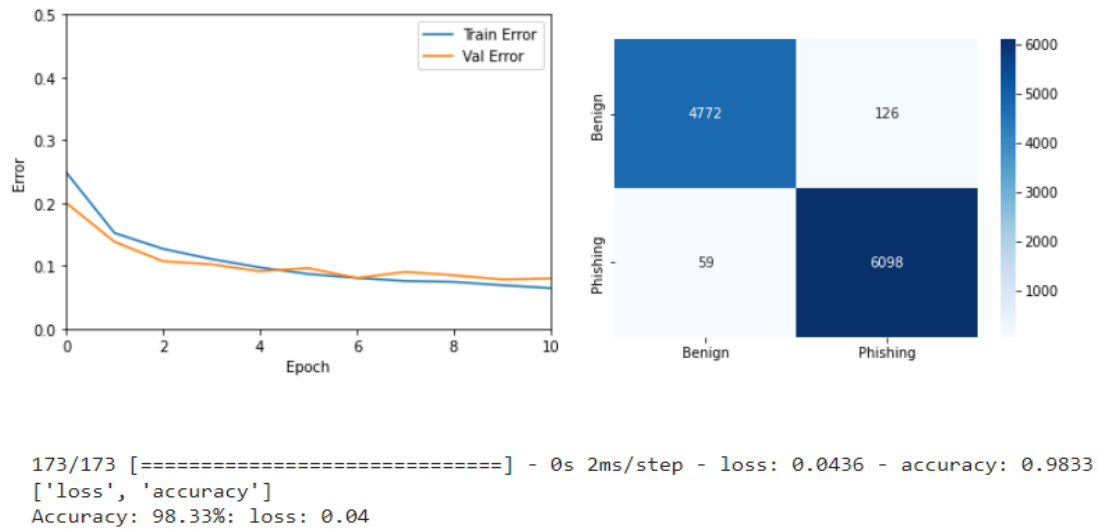 0.5
0.4
0.3
0.2
0.1
0.0
Error
0 2 4 6 8 10
Epoch
Train Error
Val Error
Benign
Phishing
4772 126
59 6098
Benign Phishing
6000
5000
4000
3000
2000
1000
173/173 [==============================] - 0s 2ms/step - loss: 0.0436 - accuracy: 0.9833
['loss', 'accuracy']
Accuracy: 98.33%: loss: 0.04